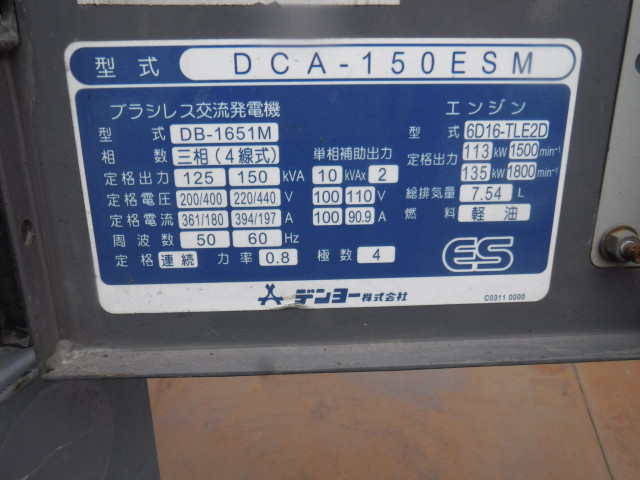 型式 DCA-150ESM
ブラシレス交流発電機
型式 DB-1651M
相数 三相(4線式) 単相補助出力
定格出力 125 150 kVA 10 kVA× 2
定格電圧 200/400 220/440 V 100 110 V
定格電流 361/180 394/197 A 100 90.9 A
周波数 50 60 Hz
定格 連続 力率 0.8 極数 4
エンジン
型式 6D16-TLE2D
定格出力 113 kW 1500 min⁻¹
135 kW 1800 min⁻¹
総排気量 7.54 L
燃料 軽油
ES
デンヨー株式会社
C0311 0000